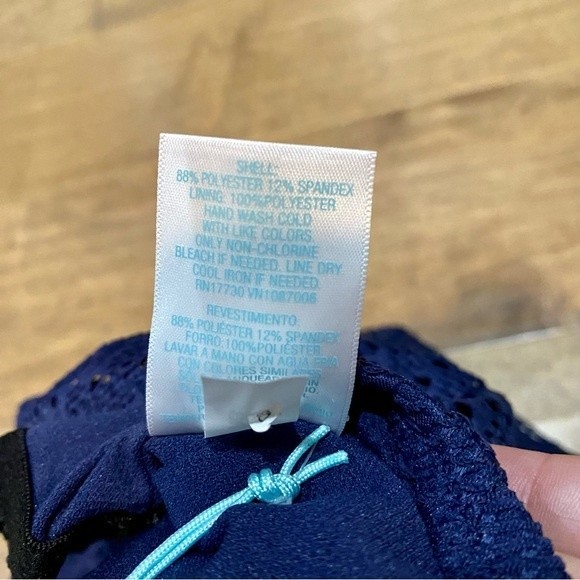 SHELL:
88% POLYESTER 12% SPANDEX
LINING: 100%POLYESTER
HAND WASH COLD
WITH LIKE COLORS.
ONLY NON-CHLORINE
BLEACH IF NEEDED. LINE DRY.
COOL IRON IF NEEDED.
RN17730 VN1087006
REVESTIMIENTO:
88% POLIÉSTER 12% SPANDEX
FORRO: 100%POLIÉSTER
LAVAR A MANO CON AGUA FRÍA
CON COLORES